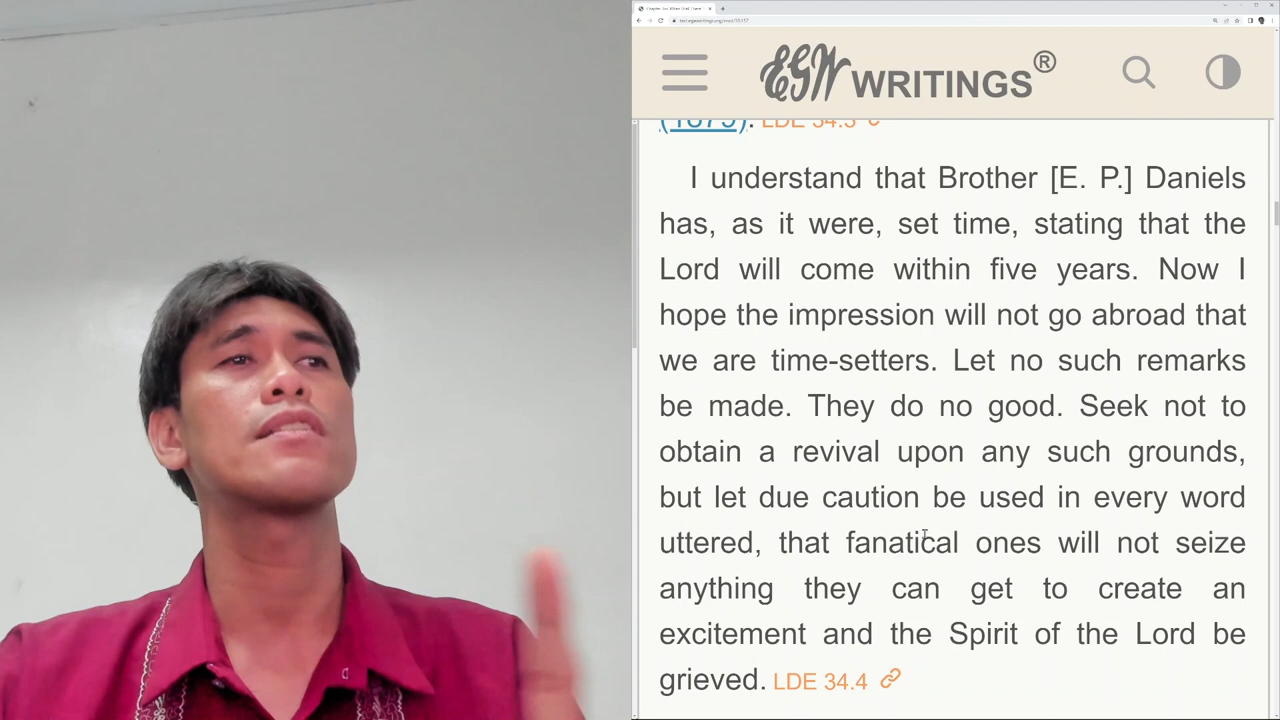 EGW WRITINGS®
(1879). LDE 34.3
I understand that Brother [E. P.] Daniels
has, as it were, set time, stating that the
Lord will come within five years. Now I
hope the impression will not go abroad that
we are time-setters. Let no such remarks
be made. They do no good. Seek not to
obtain a revival upon any such grounds,
but let due caution be used in every word
uttered, that fanatical ones will not seize
anything they can get to create an
excitement and the Spirit of the Lord be
grieved. LDE 34.4